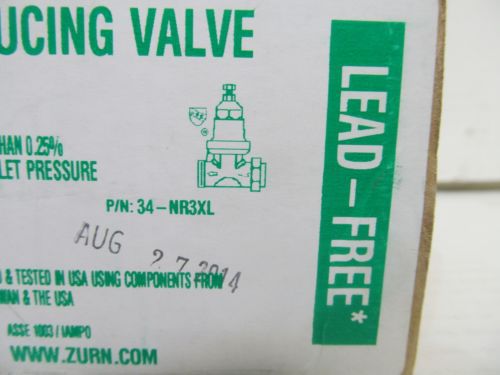 UCING VALVE
HAN 0.25%
LET PRESSURE
P/N: 34-NR3XL
AUG 27 2014
& TESTED IN USA USING COMPONENTS FROM
WAN & THE USA
ASSE 1003 / IAMPO
WWW.ZURN.COM
LEAD-FREE*